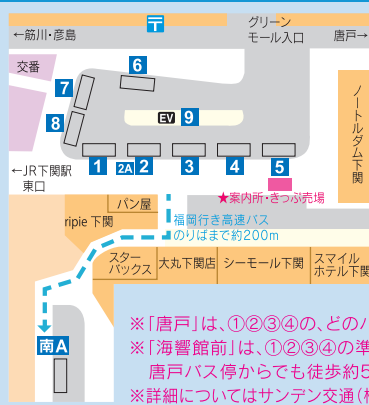 〒
グリーン
モール入口
←筋川・彦島
唐戸→
交番
6
7
8
EV 9
ノートルダム下関
1
2A 2
3
4
5
←JR下関駅
東口
★案内所・きっぷ売場
パン屋
ripie 下関
福岡行き高速バス
のりばまで約200m
スター
バックス
大丸下関店
シーモール下関
スマイル
ホテル下関
南A
※「唐戸」は、①②③④の、どの
※「海響館前」は、①②③④の準
唐戸バス停からでも徒歩約5
※詳細についてはサンデン交通(